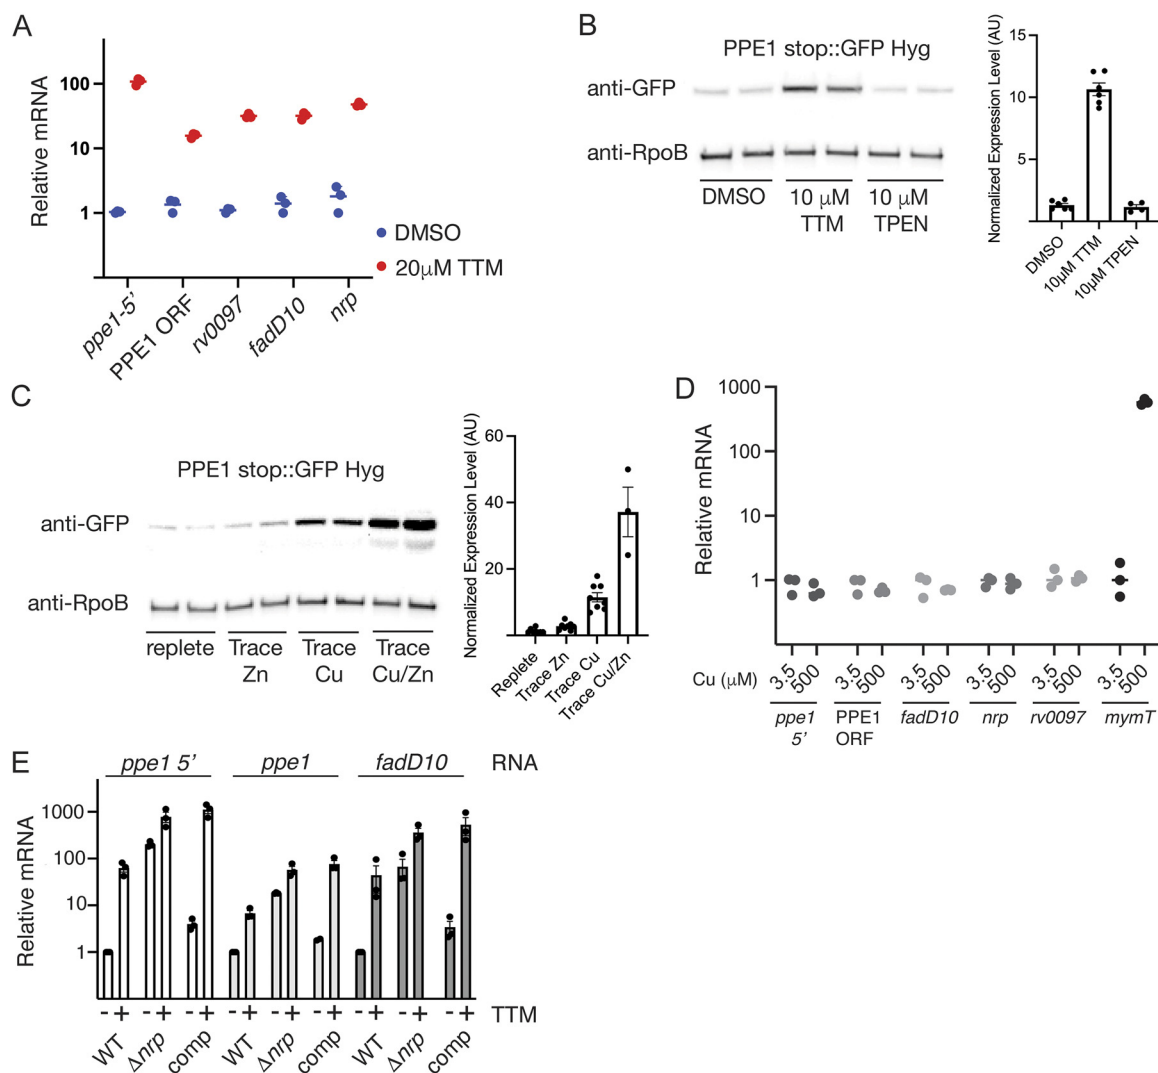 A
Relative mRNA
100
10
1
DMSO
20μM TTM
ppe1-5'
PPE1 ORF
rv0097
fadD10
nrp
B
PPE1 stop::GFP Hyg
anti-GFP
anti-RpoB
DMSO
10 μM
TTM
10 μM
TPEN
Normalized Expression Level (AU)
15
10
5
DMSO
10μM TTM
10μM TPEN
C
PPE1 stop::GFP Hyg
anti-GFP
anti-RpoB
replete
Trace
Zn
Trace
Cu
Trace
Cu/Zn
Normalized Expression Level (AU)
60
40
20
Replete
Trace Zn
Trace Cu
Trace Cu/Zn
D
Relative mRNA
1000
100
10
1
Cu (μM)
3.5 500 3.5 500 3.5 500 3.5 500 3.5 500 3.5 500
ppe1
5'
PPE1
ORF
fadD10
nrp
rv0097
mymT
E
ppe1 5' ppe1 fadD10 RNA
Relative mRNA
1000
100
10
1
- + - + - + - + - + - + - + - + - + TTM
WT Δnrp comp WT Δnrp comp WT Δnrp comp